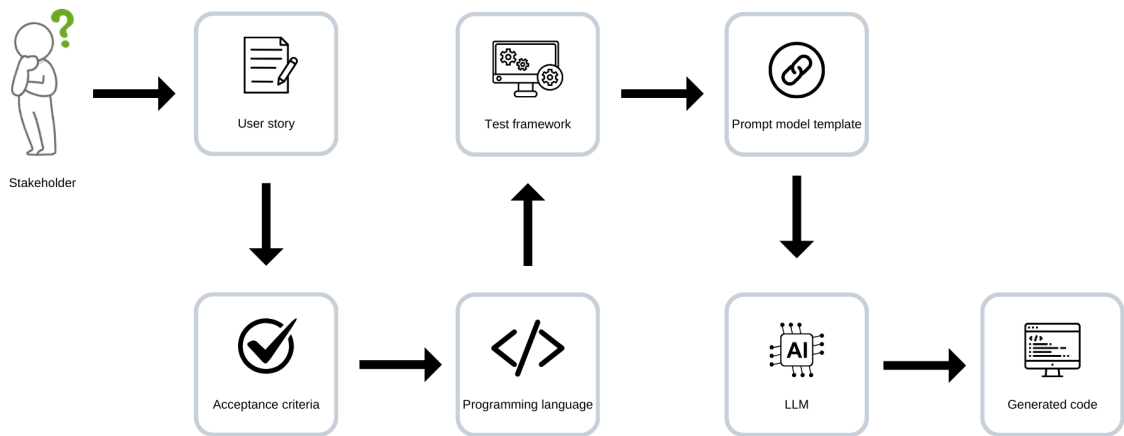 ?
User story
Test framework
Prompt model template
Stakeholder
</>
AI
</>
Acceptance criteria
Programming language
LLM
Generated code